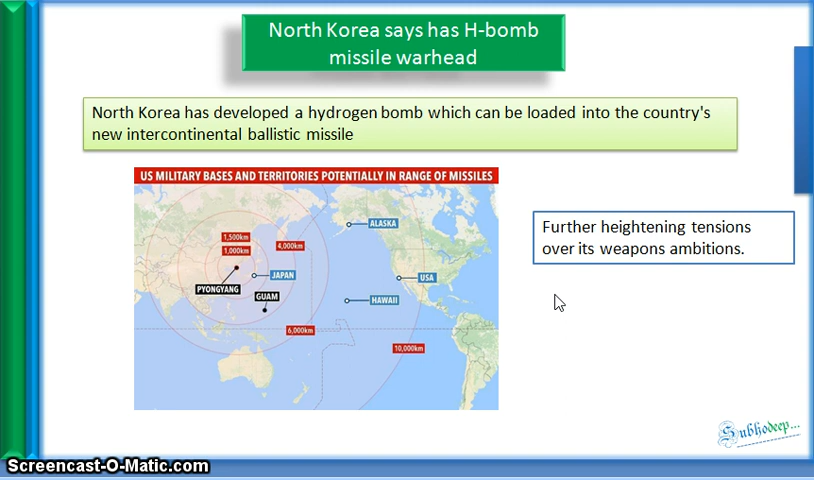 North Korea says has H-bomb
missile warhead
North Korea has developed a hydrogen bomb which can be loaded into the country's
new intercontinental ballistic missile
US MILITARY BASES AND TERRITORIES POTENTIALLY IN RANGE OF MISSILES
ALASKA
1,500km
4,000km
1,000km
JAPAN
USA
PYONGYANG
GUAM
HAWAII
6,000km
10,000km
Further heightening tensions
over its weapons ambitions.
Subhodeep...
Screencast-O-Matic.com